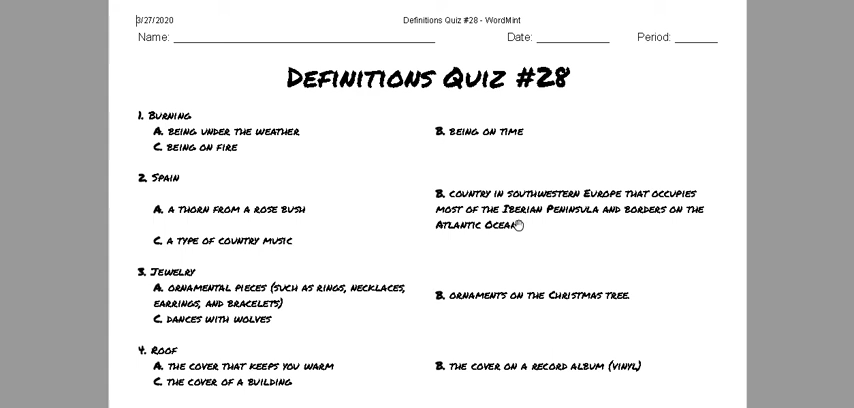 3/27/2020 Definitions Quiz #28 - WordMint
Name: ____________ Date: ____________ Period: ______
Definitions Quiz #28
1. Burning
A. being under the weather B. being on time
C. being on fire
2. Spain
B. country in southwestern Europe that occupies
A. a thorn from a rose bush most of the Iberian Peninsula and borders on the
Atlantic Ocean
C. a type of country music
3. Jewelry
A. ornamental pieces (such as rings, necklaces,
B. ornaments on the Christmas tree.
earrings, and bracelets)
C. dances with wolves
4. Roof
A. the cover that keeps you warm B. the cover on a record album (vinyl)
C. the cover of a building